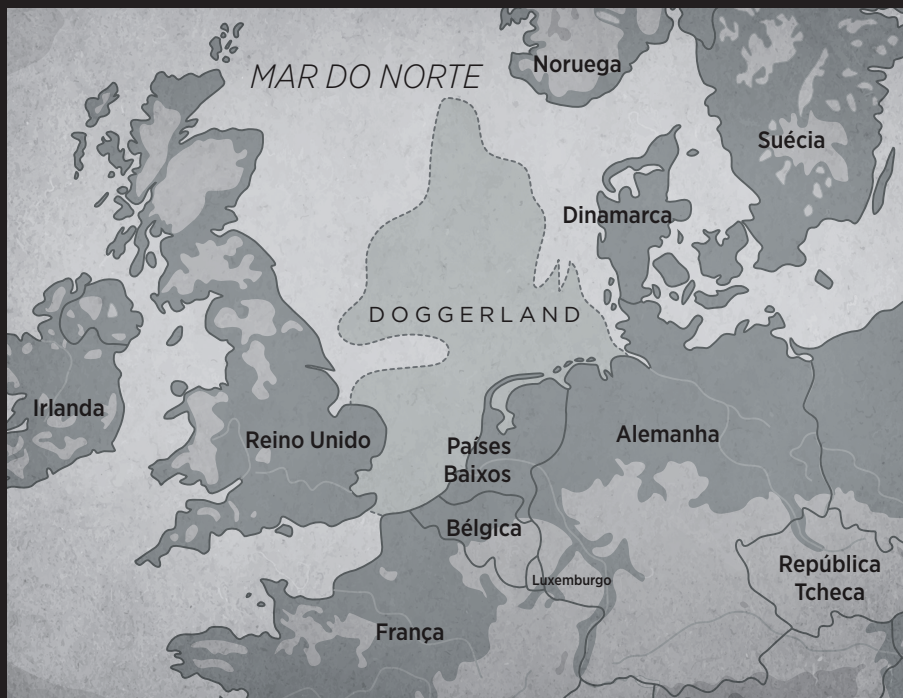 MAR DO NORTE
Noruega
Suécia
Dinamarca
DOGGERLAND
Irlanda
Reino Unido
Países
Baixos
Alemanha
Bélgica
Luxemburgo
República
Tcheca
França